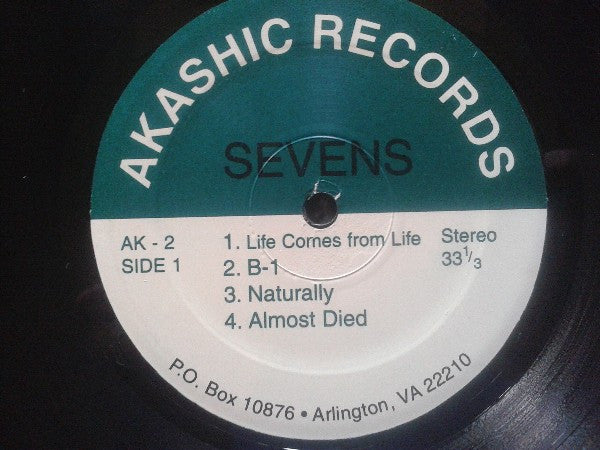 AKASHIC RECORDS
SEVENS
AK - 2
SIDE 1
1. Life Comes from Life
2. B-1
3. Naturally
4. Almost Died
Stereo
33 1/3
P.O. Box 10876 • Arlington, VA 22210